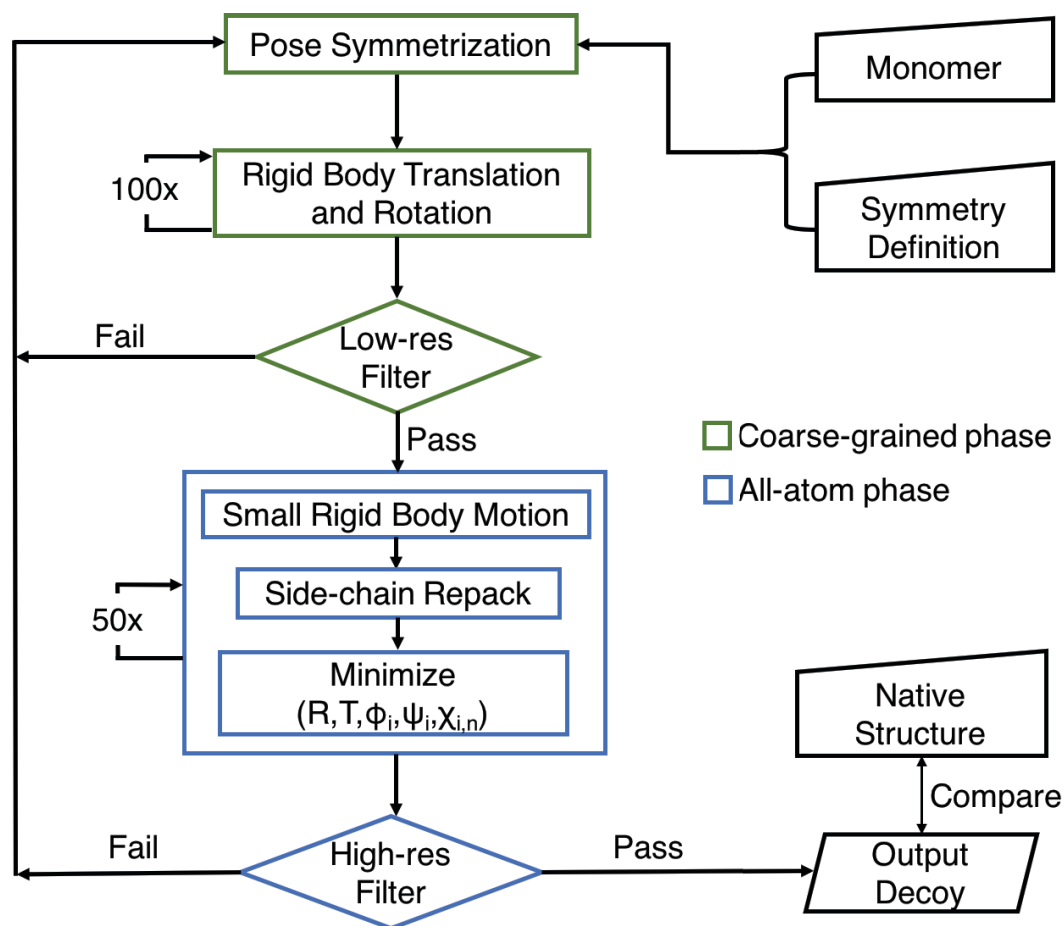 Pose Symmetrization
Monomer
100x
Rigid Body Translation
and Rotation
Symmetry
Definition
Fail
Low-res
Filter
Pass
Coarse-grained phase
All-atom phase
Small Rigid Body Motion
Side-chain Repack
50x
Minimize
(R,T,ϕᵢ,ψᵢ,χᵢ,ₙ)
Native
Structure
Compare
Fail
High-res
Filter
Pass
Output
Decoy